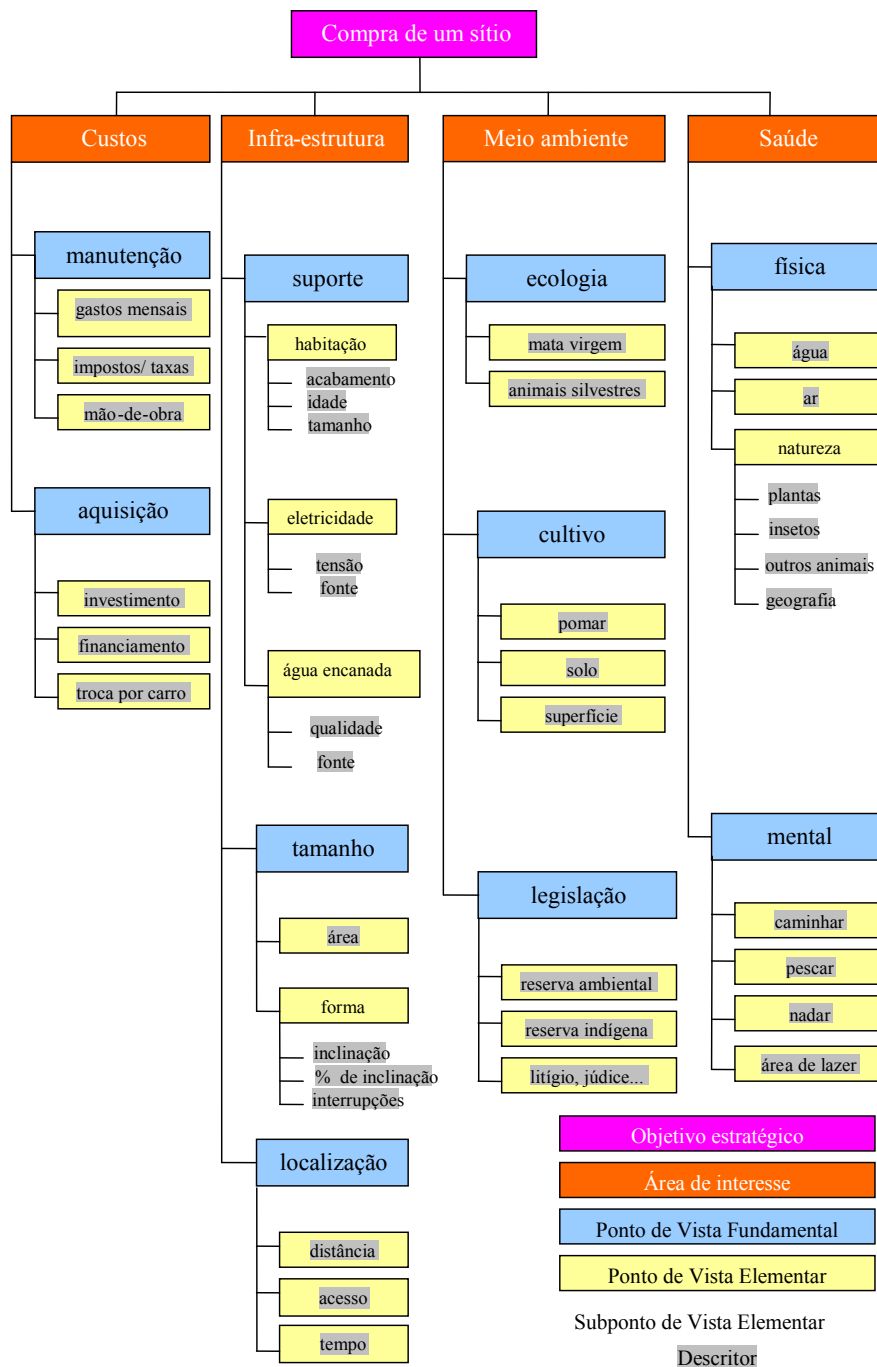 Compra de um sítio
Custos
manutenção
gastos mensais
impostos/ taxas
mão-de-obra
aquisição
investimento
financiamento
troca por carro
Infra-estrutura
suporte
habitação
acabamento
idade
tamanho
eletricidade
tensão
fonte
água encanada
qualidade
fonte
tamanho
área
forma
inclinação
% de inclinação
interrupções
localização
distância
acesso
tempo
Meio ambiente
ecologia
mata virgem
animais silvestres
cultivo
pomar
solo
superfície
legislação
reserva ambiental
reserva indígena
litígio, júdice...
Saúde
física
água
ar
natureza
plantas
insetos
outros animais
geografia
mental
caminhar
pescar
nadar
área de lazer
Objetivo estratégico
Área de interesse
Ponto de Vista Fundamental
Ponto de Vista Elementar
Subponto de Vista Elementar
Descritor